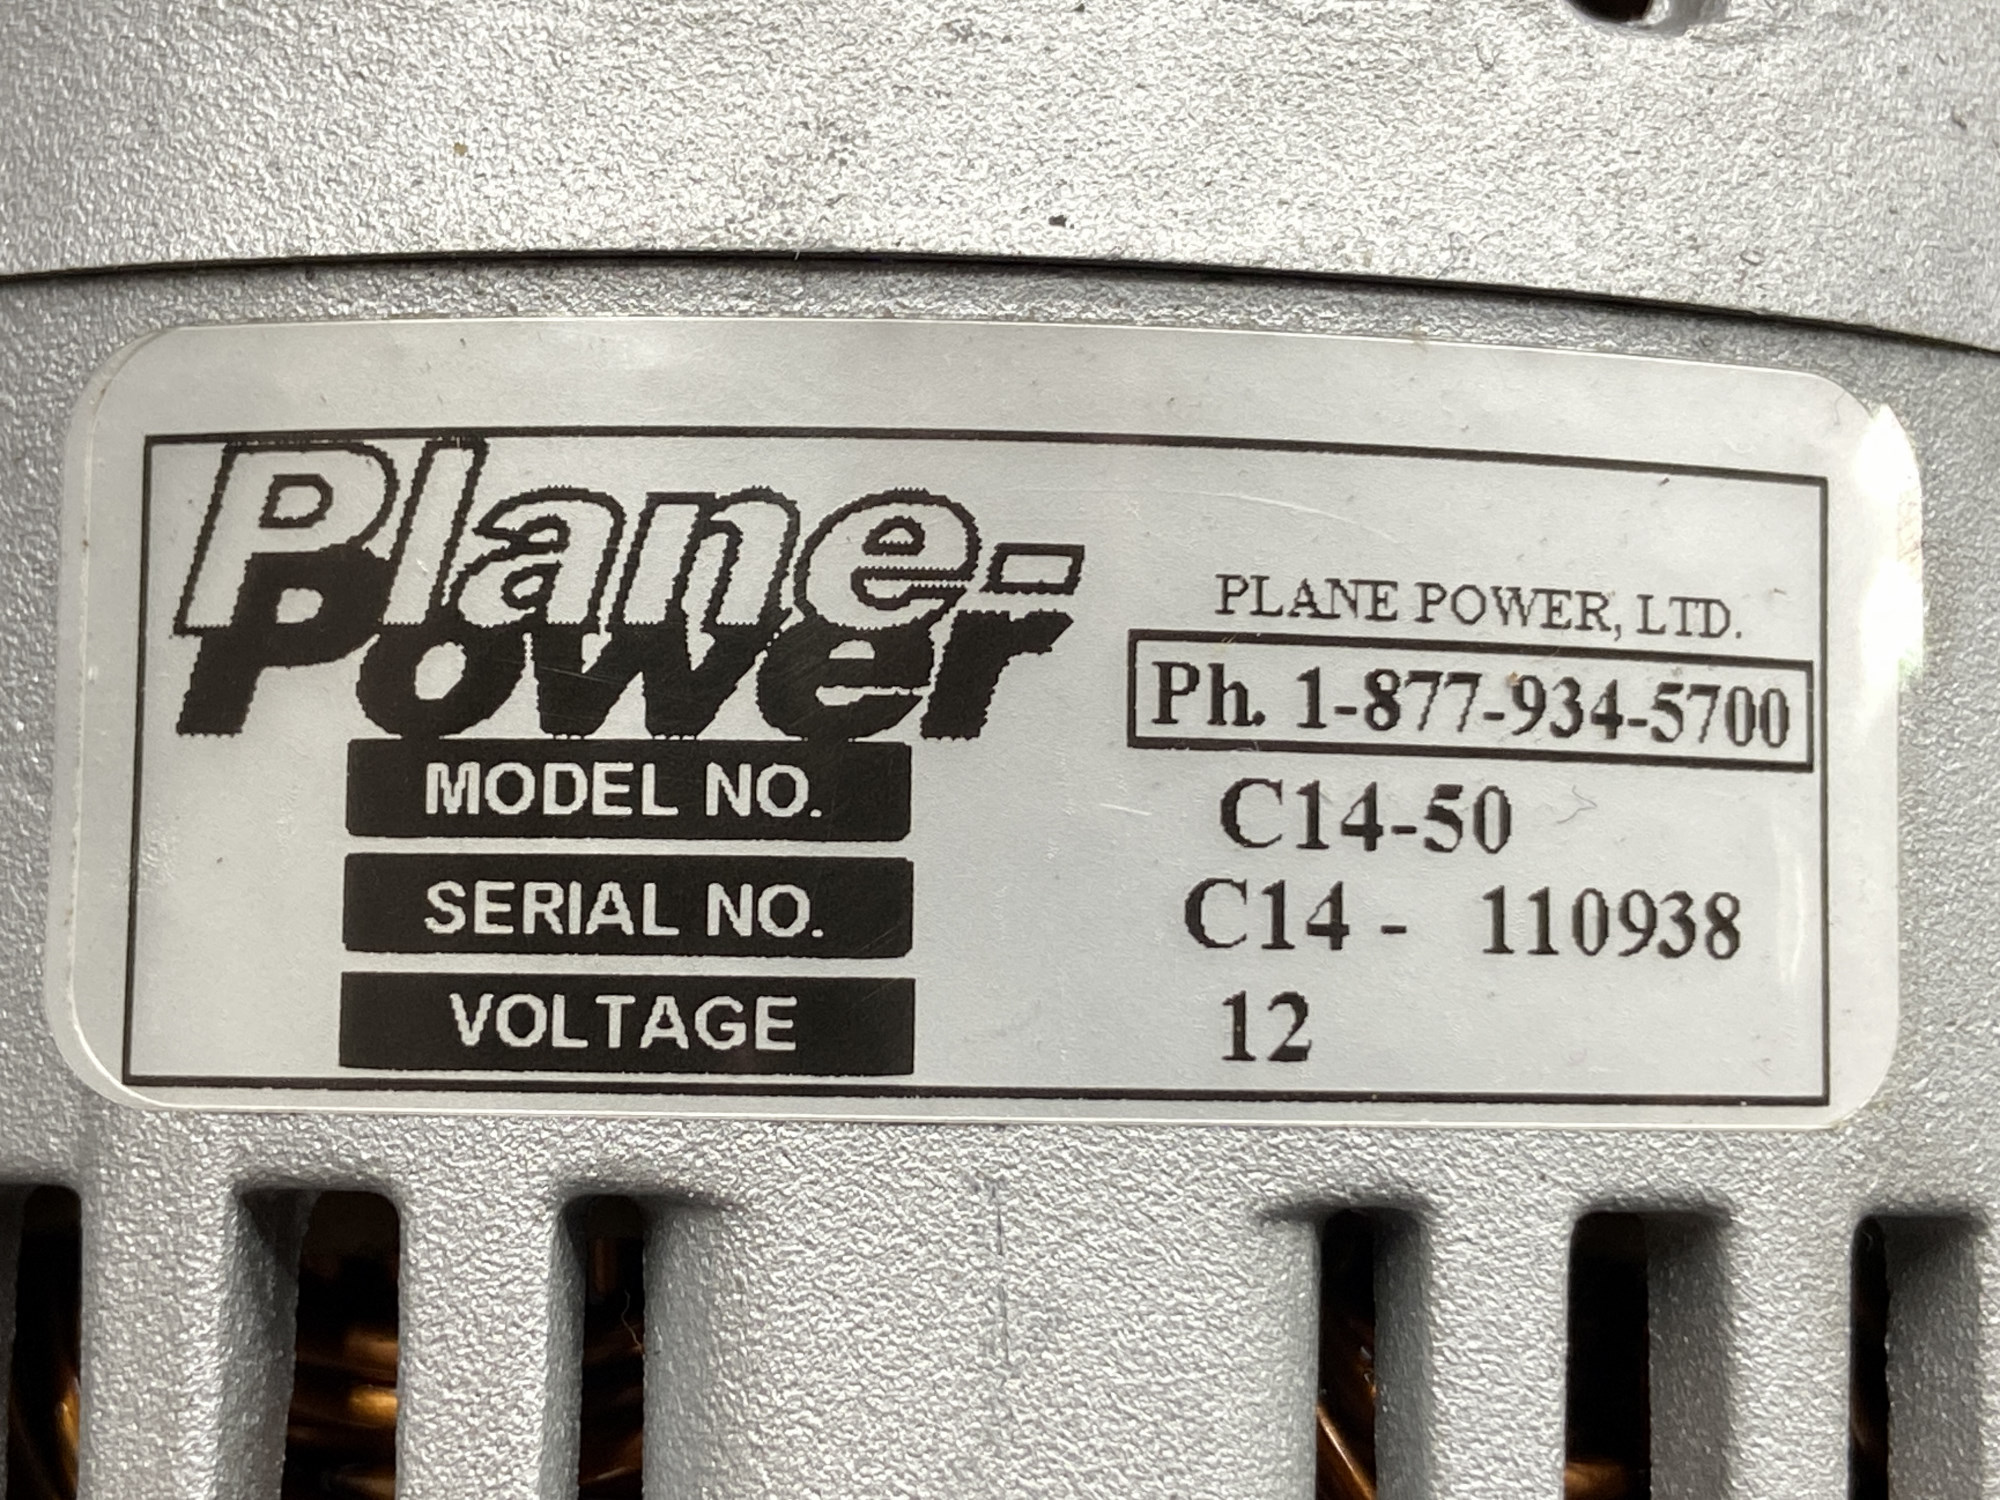 Plane-
Power
PLANE POWER, LTD.
Ph. 1-877-934-5700
MODEL NO. C14-50
SERIAL NO. C14 - 110938
VOLTAGE 12